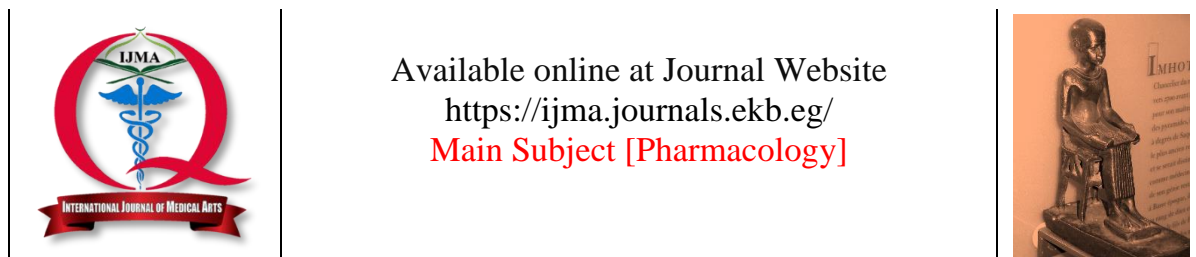 IJMA
INTERNATIONAL JOURNAL OF MEDICAL ARTS
Available online at Journal Website
https://ijma.journals.ekb.eg/
Main Subject [Pharmacology]
IMHOT